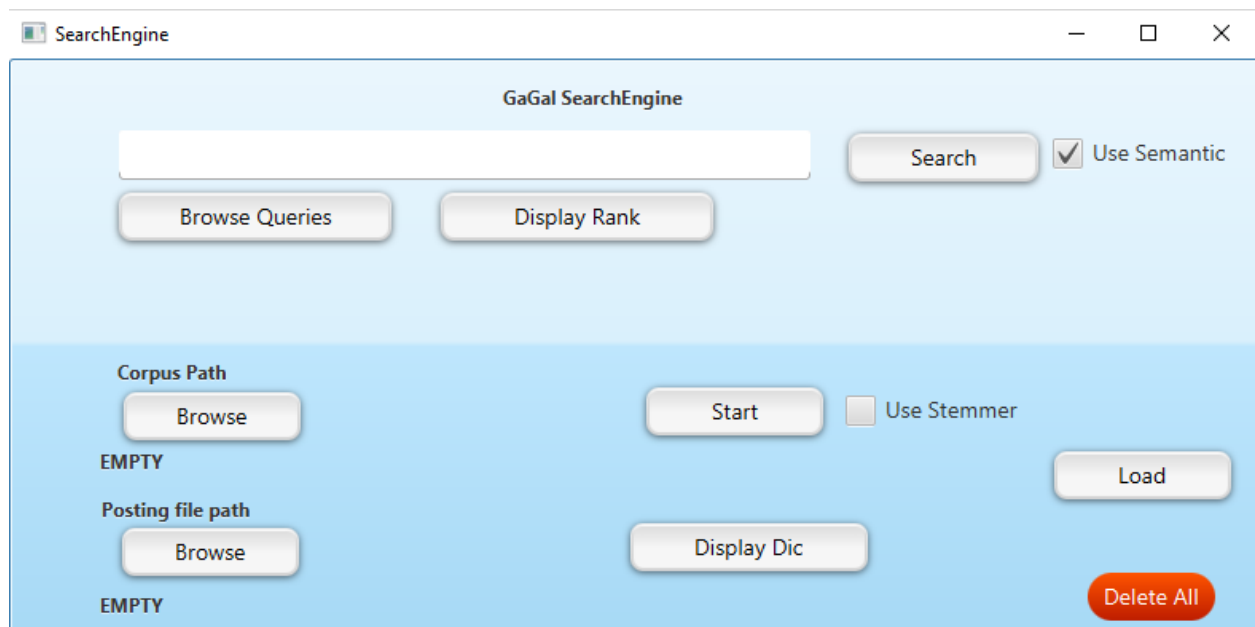 SearchEngine
GaGal SearchEngine
Search
Use Semantic
Browse Queries
Display Rank
Corpus Path
Browse
Start
Use Stemmer
EMPTY
Load
Posting file path
Browse
Display Dic
EMPTY
Delete All